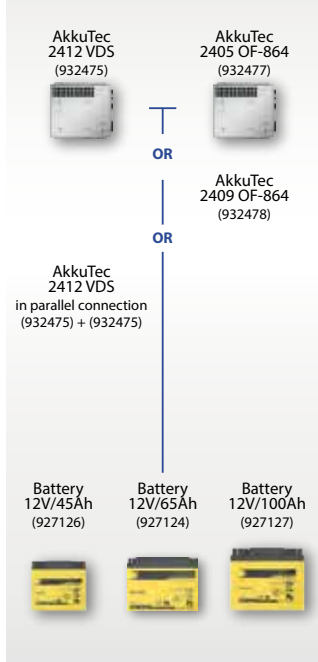 AkkuTec
2412 VDS
(932475)
AkkuTec
2405 OF-864
(932477)
OR
AkkuTec
2409 OF-864
(932478)
OR
AkkuTec
2412 VDS
in parallel connection
(932475) + (932475)
Battery
12V/45Ah
(927126)
Battery
12V/65Ah
(927124)
Battery
12V/100Ah
(927127)